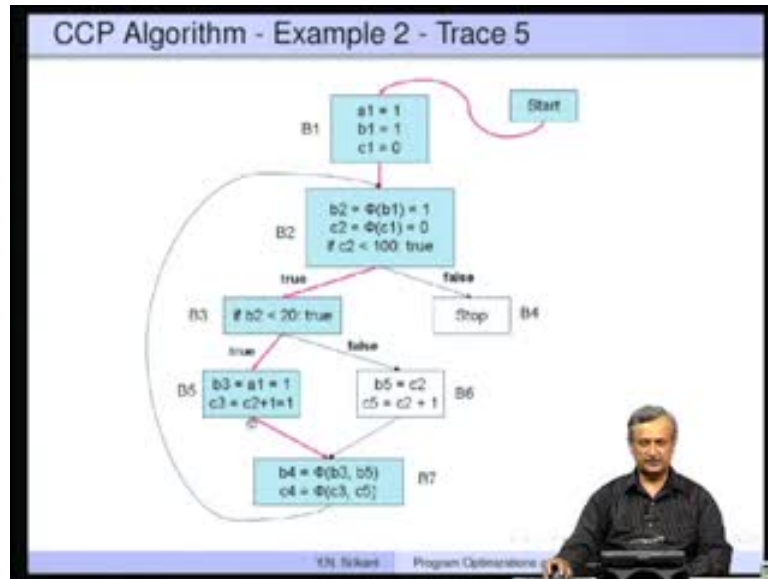 CCP Algorithm - Example 2 - Trace 5
Start
B1
a1 = 1
b1 = 1
c1 = 0
B2
b2 = Φ(b1) = 1
c2 = Φ(c1) = 0
if c2 < 100: true
true
false
B3
if b2 < 20: true
Stop
B4
true
false
B5
b3 = a1 = 1
c3 = c2+1=1
b5 = c2
c5 = c2 + 1
B6
b4 = Φ(b3, b5)
c4 = Φ(c3, c5)
B7
Y.N. Srikant
Program Optimizations